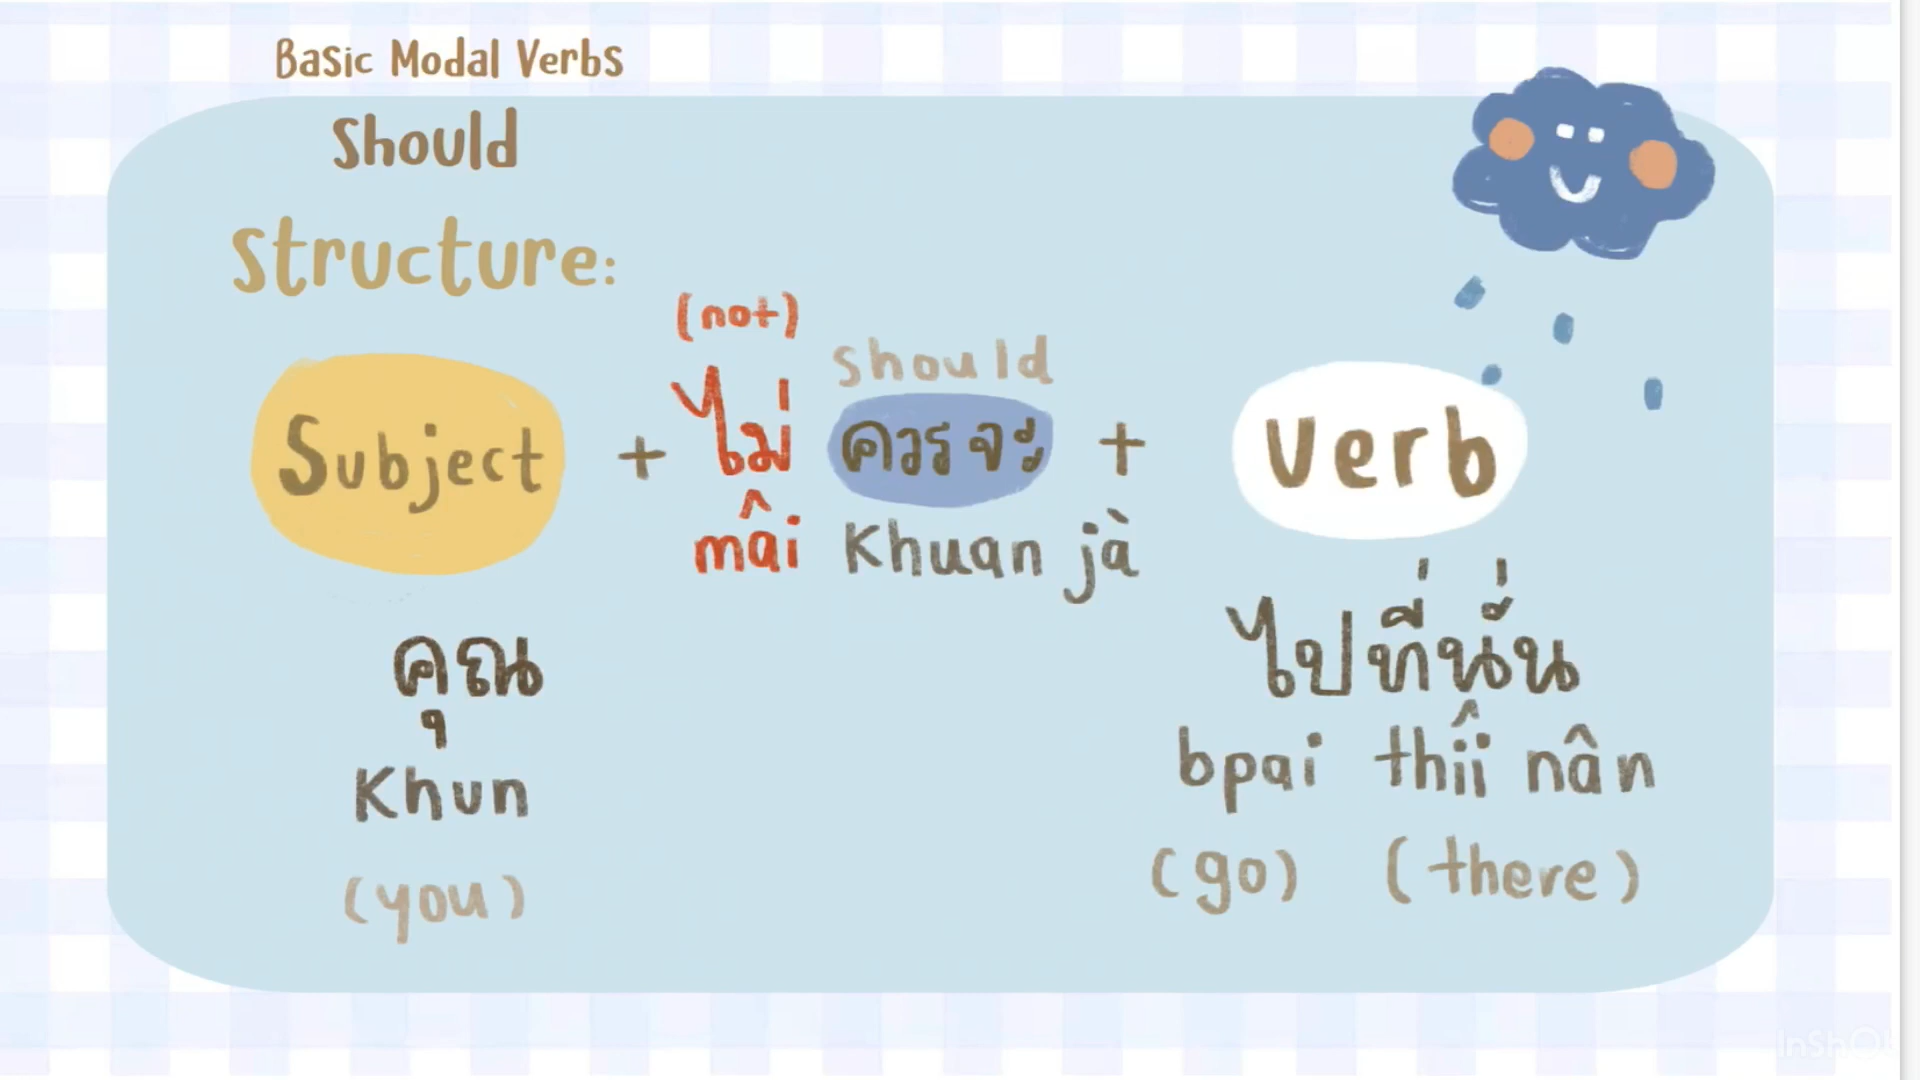 Basic Modal Verbs
Should
Structure:
(not)
should
Subject + ไม่ ควรจะ + Verb
mâi khuan jà
คุณ ไปที่นั่น
Khun bpai thîi nân
(you) (go) (there)
InShOt